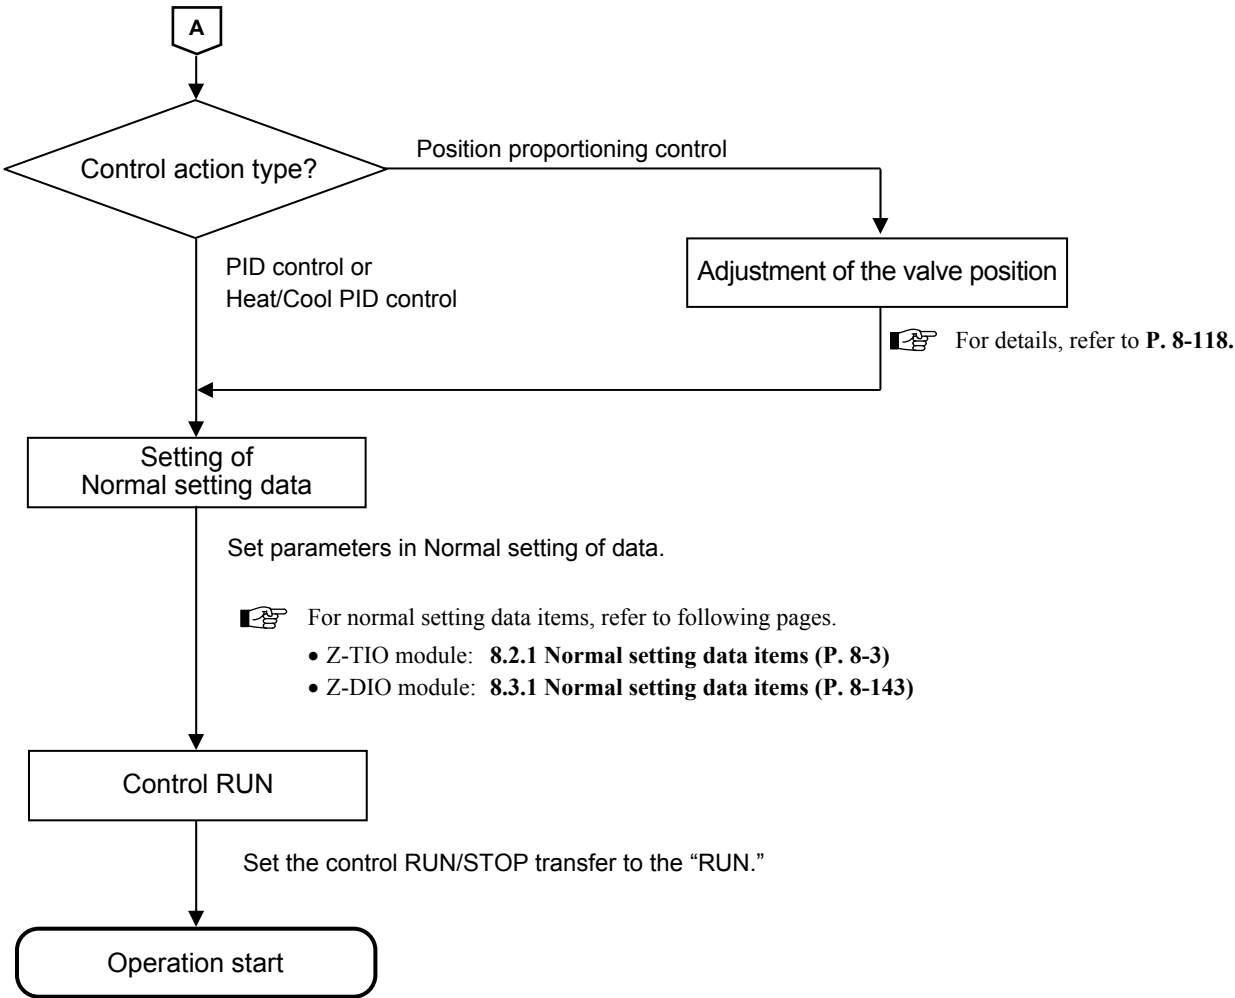 A
Control action type?
Position proportioning control
PID control or
Heat/Cool PID control
Adjustment of the valve position
For details, refer to P. 8-118.
Setting of
Normal setting data
Set parameters in Normal setting of data.
For normal setting data items, refer to following pages.
• Z-TIO module: 8.2.1 Normal setting data items (P. 8-3)
• Z-DIO module: 8.3.1 Normal setting data items (P. 8-143)
Control RUN
Set the control RUN/STOP transfer to the “RUN.”
Operation start